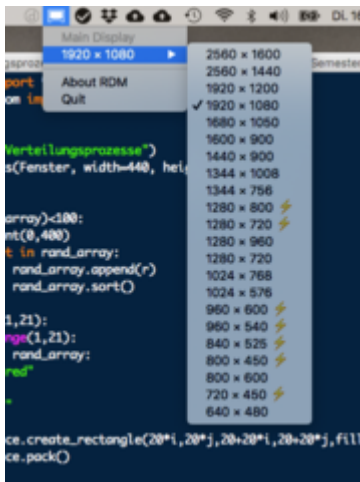 Di. 1
Main Display
1920 × 1080
About RDM
Quit
2560 × 1600
2560 × 1440
1920 × 1200
✓ 1920 × 1080
1680 × 1050
1600 × 900
1440 × 900
1344 × 1008
1344 × 756
1280 × 800 ⚡
1280 × 720 ⚡
1280 × 960
1280 × 720
1024 × 768
1024 × 576
960 × 600 ⚡
960 × 540 ⚡
840 × 525 ⚡
800 × 450 ⚡
800 × 600
720 × 450 ⚡
640 × 480
Semester
port
om im
Verteilungsprozesse")
s(Fenster, width=440, hei
array)<100:
nt(0,400)
t in rand_array:
rand_array.append(r)
rand_array.sort()
1,21):
nge(1,21):
rand_array:
red"
"
ce.create_rectangle(20*i,20*j,20+20*i,20+20*j,fill
ce.pack()